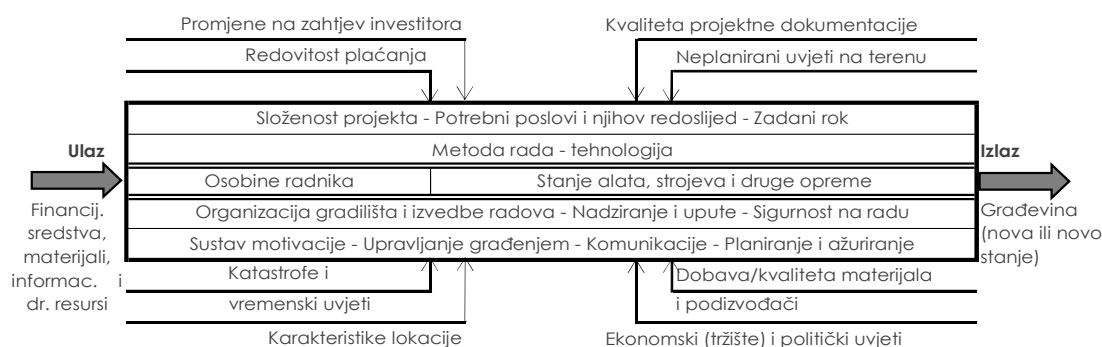 Promjene na zahtjev investitora
Kvaliteta projektne dokumentacije
Redovitost plaćanja
Neplanirani uvjeti na terenu
Složenost projekta - Potrebni poslovi i njihov redoslijed - Zadani rok
Metoda rada - tehnologija
Osobine radnika
Stanje alata, strojeva i druge opreme
Organizacija gradilišta i izvedbe radova - Nadziranje i upute - Sigurnost na radu
Sustav motivacije - Upravljanje građenjem - Komunikacije - Planiranje i ažuriranje
Ulaz
Financij.
sredstva,
materijali,
informac. i
dr. resursi
Izlaz
Građevina
(nova ili novo
stanje)
Katastrofe i
vremenski uvjeti
Dobava/kvaliteta materijala
i podizvođači
Karakteristike lokacije
Ekonomski (tržište) i politički uvjeti